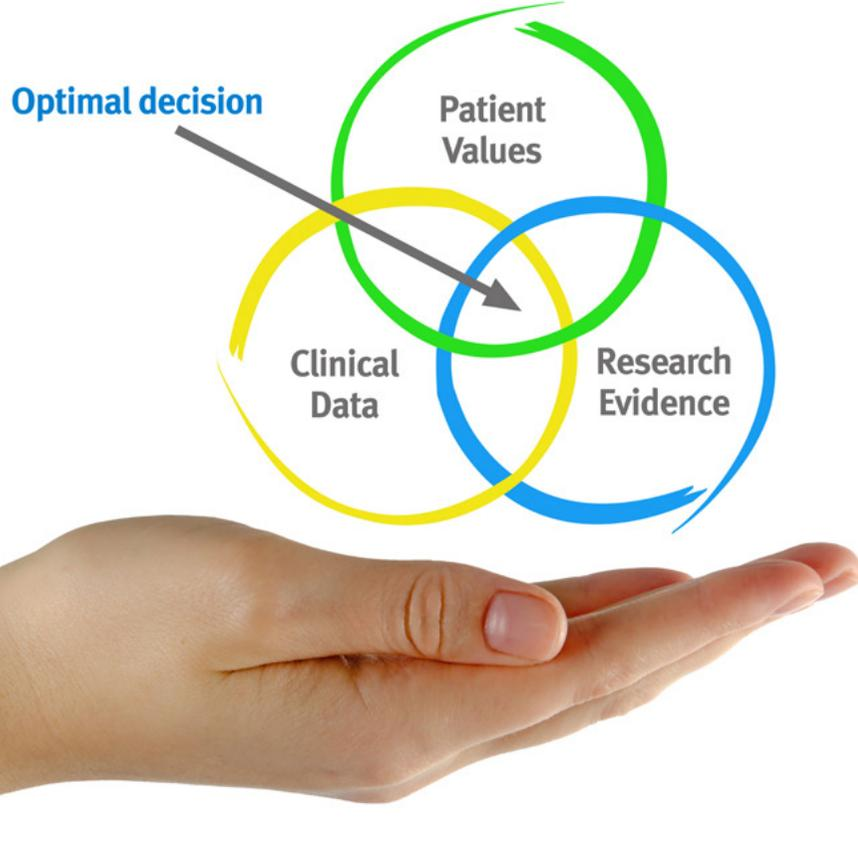 Optimal decision
Patient
Values
Clinical
Data
Research
Evidence